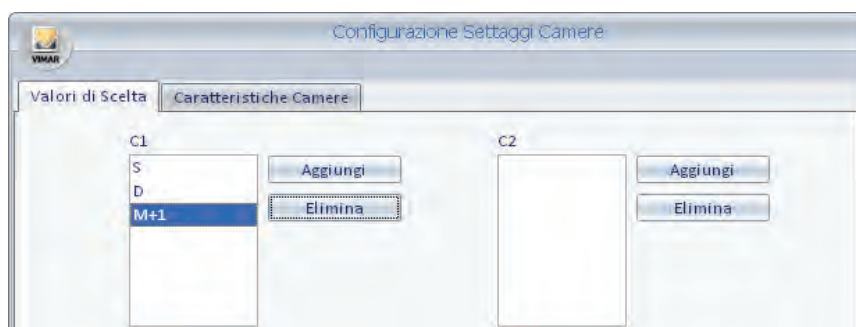 Configurazione Settaggi Camere
VIMAR
Valori di Scelta Caratteristiche Camere
C1 C2
S Aggiungi Aggiungi
D
M+1 Elimina Elimina